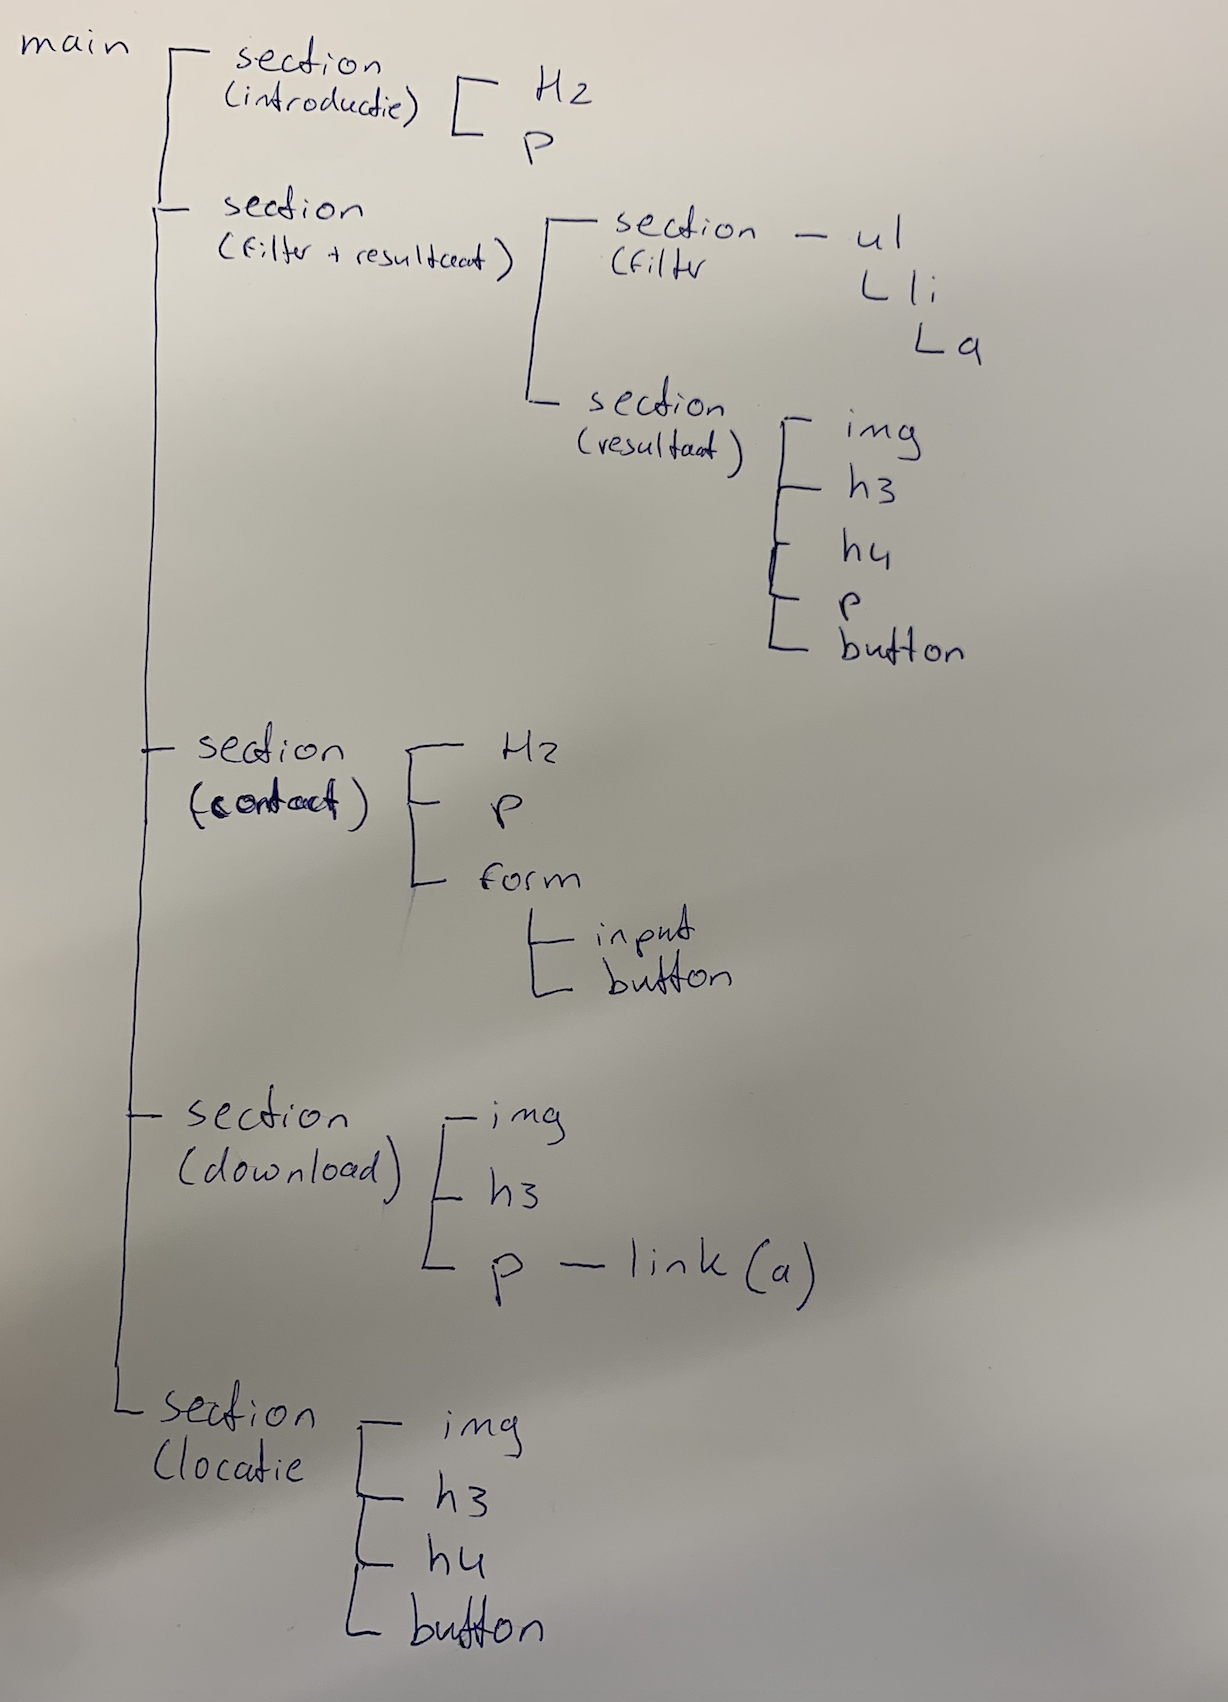 main
section
(introductie)
H2
p
section
(filter + resultaat)
section - ul
(filter
li
a
section
(resultaat)
img
h3
h4
p
button
section
(contact)
H2
p
form
input
button
section
(download)
img
h3
p — link (a)
section
(locatie
img
h3
h4
button